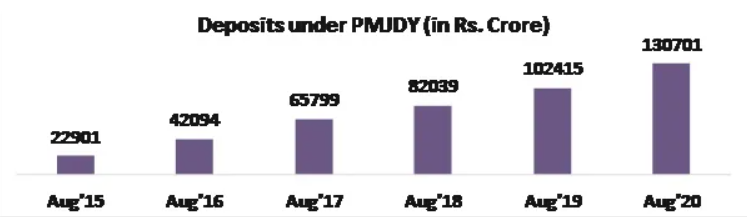 Deposits under PMJDY (in Rs. Crore)
22901
42094
65799
82039
102415
130701
Aug'15
Aug'16
Aug'17
Aug'18
Aug'19
Aug'20